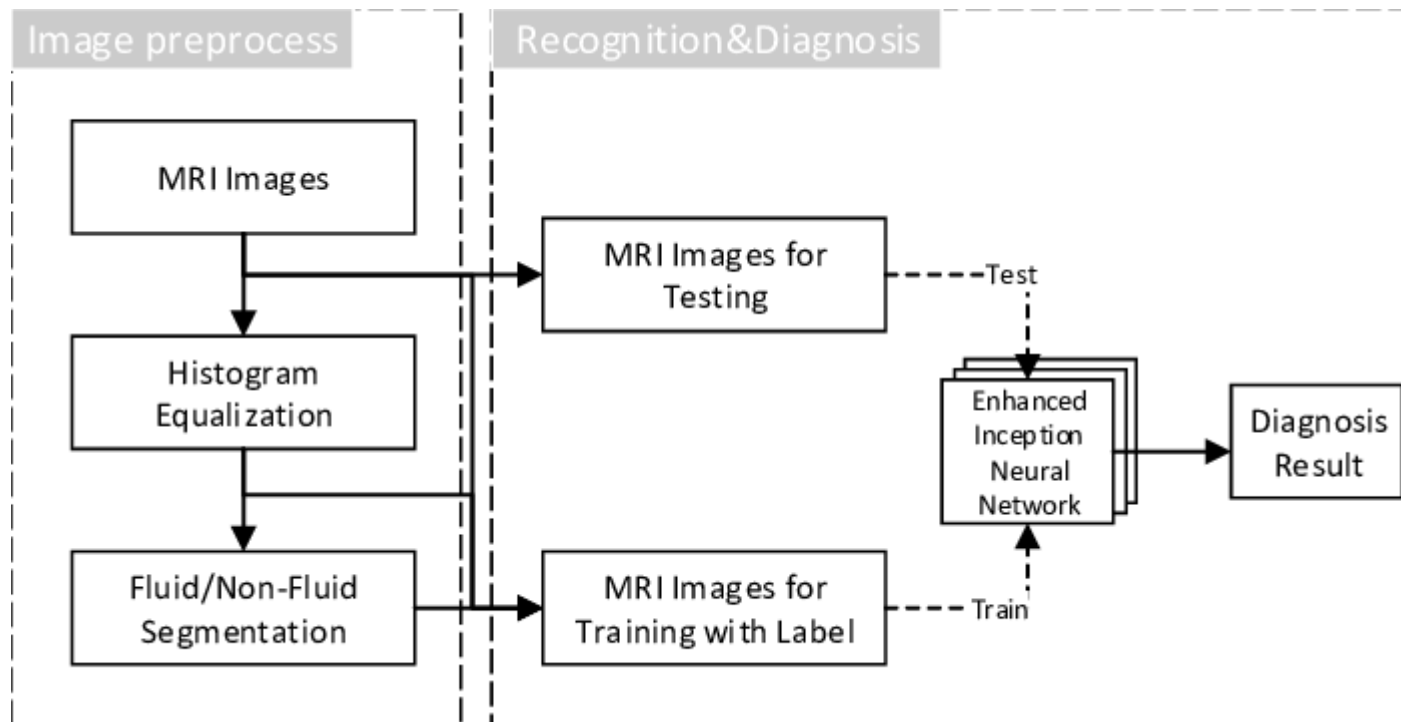 Image preprocess
Recognition&Diagnosis
MRI Images
MRI Images for
Testing
Test
Histogram
Equalization
Enhanced
Inception
Neural
Network
Diagnosis
Result
Fluid/Non-Fluid
Segmentation
MRI Images for
Training with Label
Train